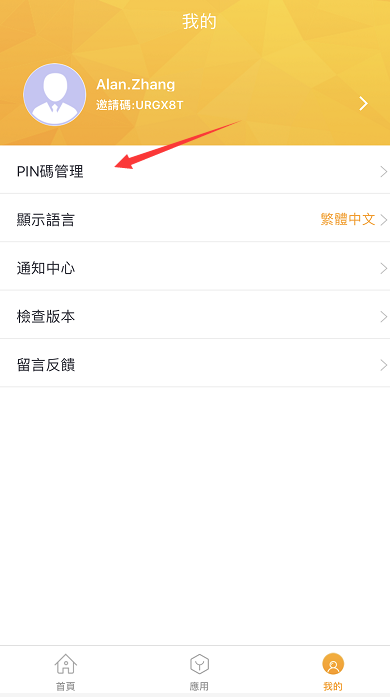 我的
Alan.Zhang
邀請碼:URGX8T
PIN碼管理
顯示語言 繁體中文
通知中心
檢查版本
留言反饋
首頁 應用 我的